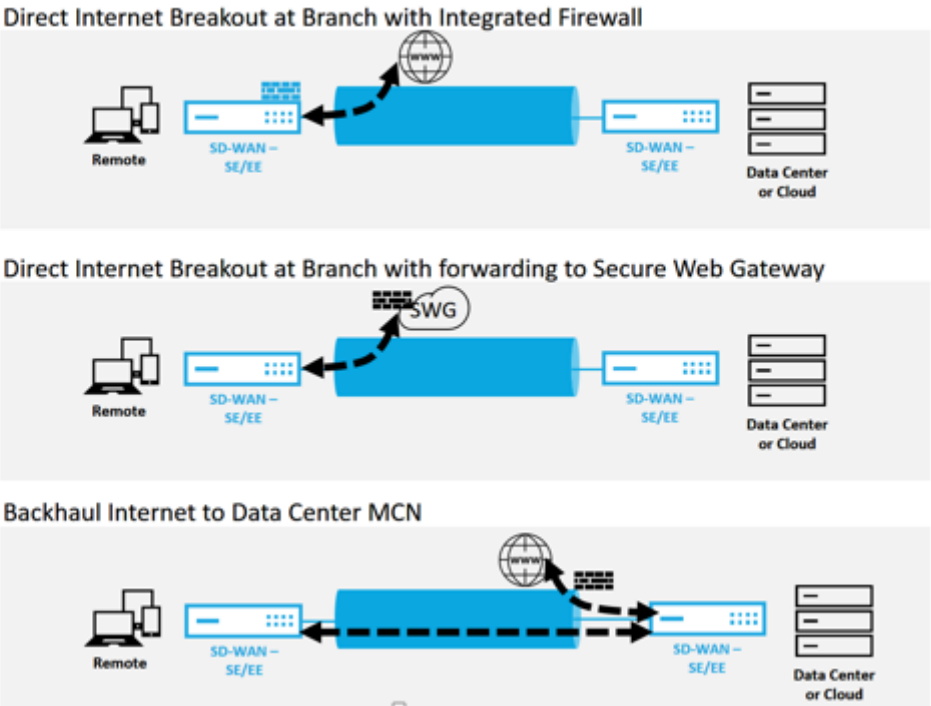 Direct Internet Breakout at Branch with Integrated Firewall
www
Remote
SD-WAN –
SE/EE
SD-WAN –
SE/EE
Data Center
or Cloud
Direct Internet Breakout at Branch with forwarding to Secure Web Gateway
SWG
Remote
SD-WAN –
SE/EE
SD-WAN –
SE/EE
Data Center
or Cloud
Backhaul Internet to Data Center MCN
www
Remote
SD-WAN –
SE/EE
SD-WAN –
SE/EE
Data Center
or Cloud